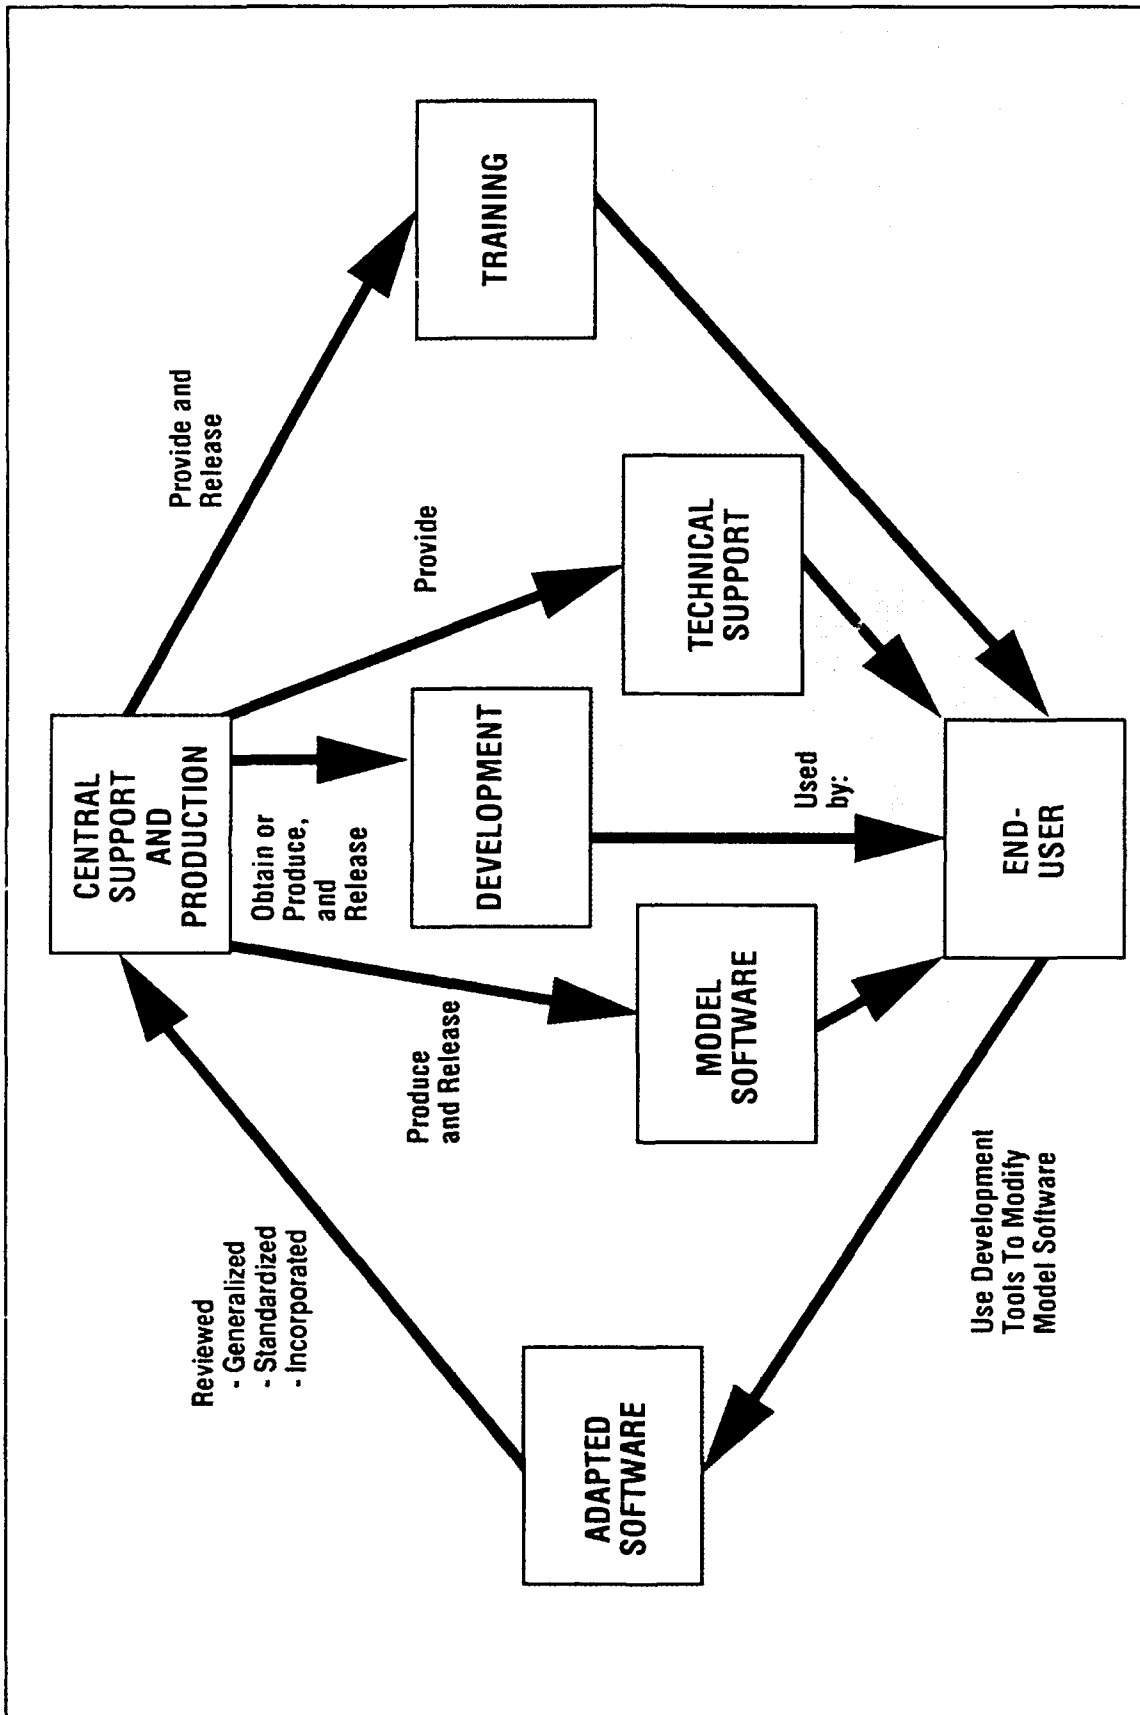 CENTRAL
SUPPORT
AND
PRODUCTION
Reviewed
- Generalized
- Standardized
- Incorporated
Provide and
Release
Obtain or
Produce,
and
Release
Produce
and Release
Provide
ADAPTED
SOFTWARE
MODEL
SOFTWARE
DEVELOPMENT
TECHNICAL
SUPPORT
TRAINING
Used
by:
Use Development
Tools To Modify
Model Software
END-
USER